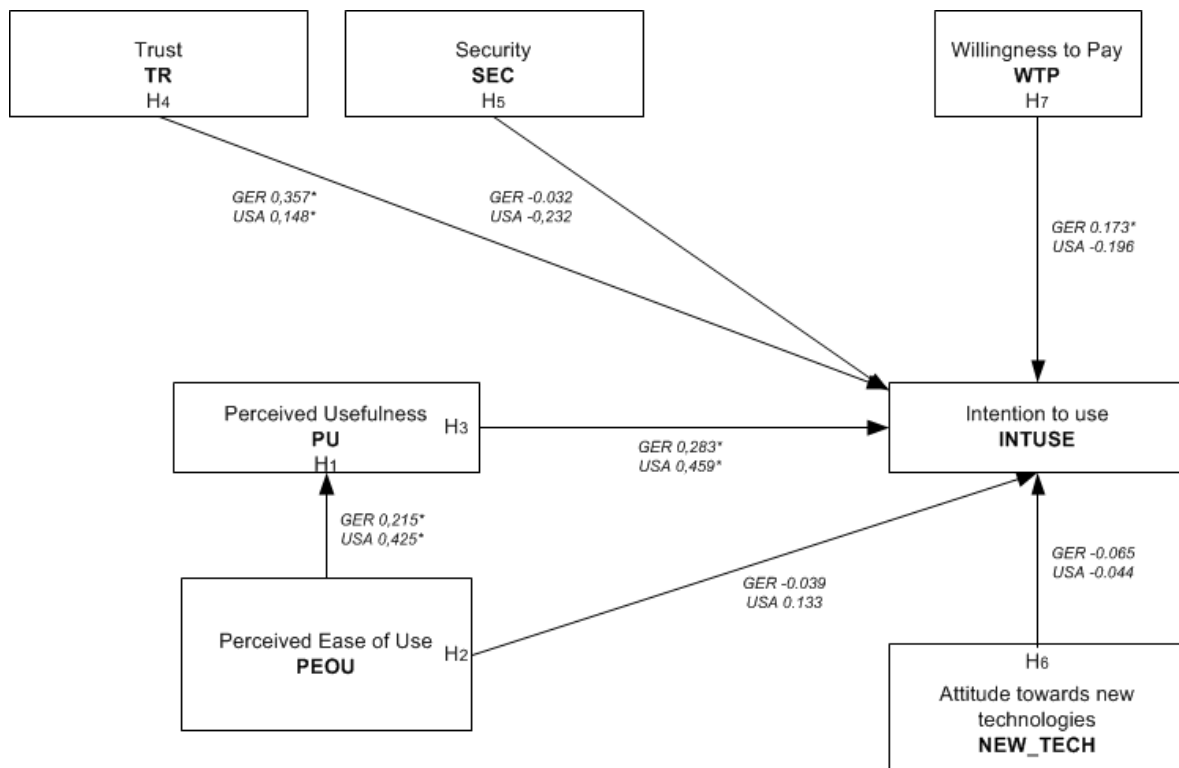 Trust
TR
H4
Security
SEC
H5
Willingness to Pay
WTP
H7
GER 0,357*
USA 0,148*
GER -0.032
USA -0,232
GER 0.173*
USA -0.196
Perceived Usefulness
PU
H3
H1
GER 0,283*
USA 0,459*
Intention to use
INTUSE
GER 0,215*
USA 0,425*
GER -0.039
USA 0.133
GER -0.065
USA -0.044
Perceived Ease of Use
PEOU
H2
H6
Attitude towards new
technologies
NEW_TECH